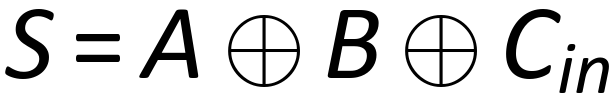 S = A ⊕ B ⊕ C_in